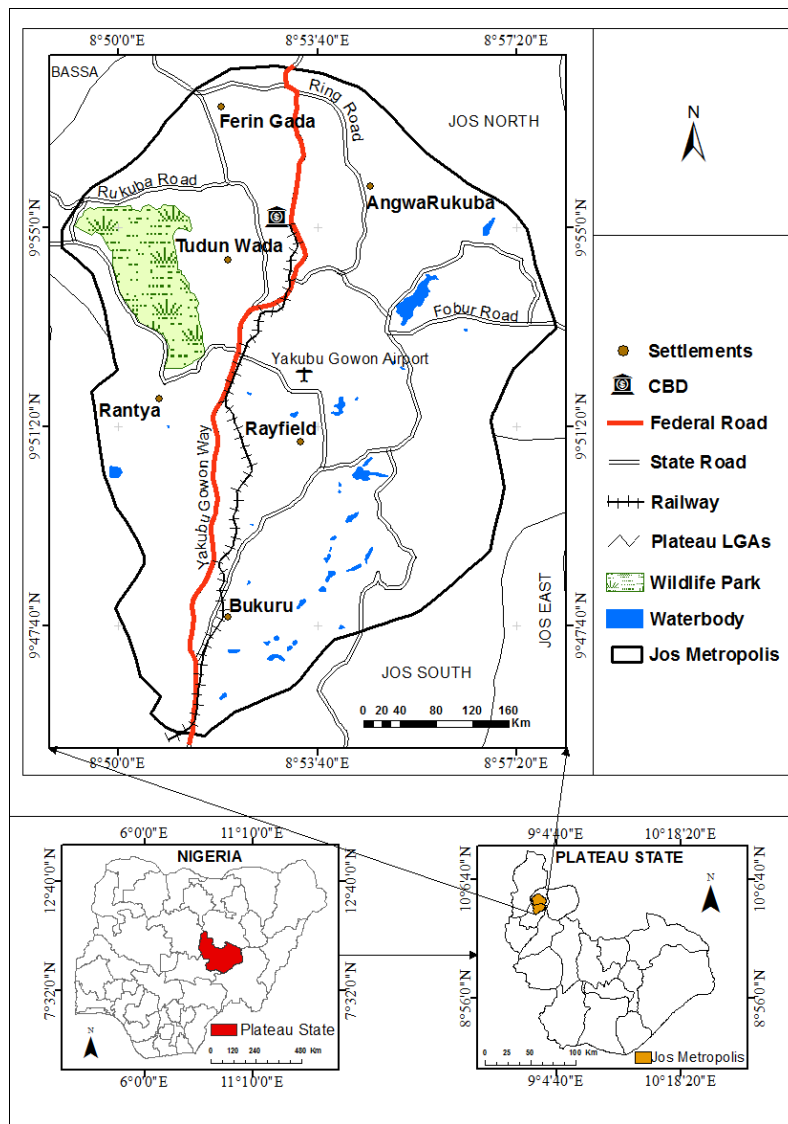 8°50'0"E 8°53'40"E 8°57'20"E
BASSA
Ring Road
Ferin Gada
JOS NORTH
N
Rukuba Road
AngwaRukuba
9°55'0"N 9°55'0"N
Tudun Wada
Fobur Road
Yakubu Gowon Airport
Rantya
9°51'20"N 9°51'20"N
Rayfield
Yakubu Gowon Way
Bukuru
9°47'40"N 9°47'40"N
JOS EAST
JOS SOUTH
0 20 40 80 120 160
Km
8°50'0"E 8°53'40"E 8°57'20"E
Settlements
CBD
Federal Road
State Road
Railway
Plateau LGAs
Wildlife Park
Waterbody
Jos Metropolis
6°0'0"E 11°10'0"E
NIGERIA
12°40'0"N 12°40'0"N
7°32'0"N 7°32'0"N
Plateau State
N
0 120 240 480 Km
6°0'0"E 11°10'0"E
9°4'40"E 10°18'20"E
PLATEAU STATE
10°6'40"N 10°6'40"N
N
8°56'0"N 8°56'0"N
0 25 50 100 Km
Jos Metropolis
9°4'40"E 10°18'20"E